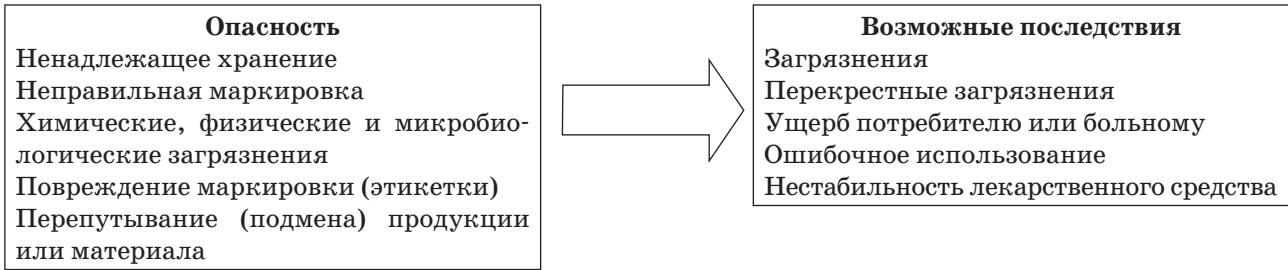 Опасность
Ненадлежащее хранение
Неправильная маркировка
Химические, физические и микробио-
логические загрязнения
Повреждение маркировки (этикетки)
Перепутывание (подмена) продукции
или материала
Возможные последствия
Загрязнения
Перекрестные загрязнения
Ущерб потребителю или больному
Ошибочное использование
Нестабильность лекарственного средства